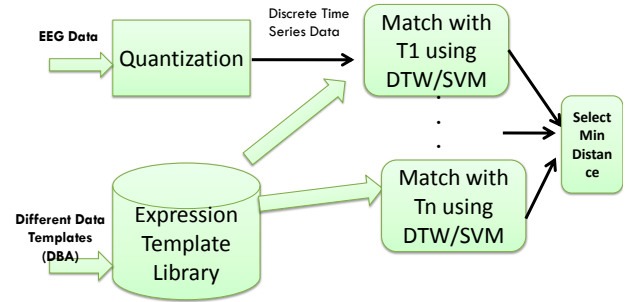 EEG Data
Quantization
Discrete Time
Series Data
Match with
T1 using
DTW/SVM
.
.
.
Match with
Tn using
DTW/SVM
Select
Min
Distan
ce
Different Data
Templates
(DBA)
Expression
Template
Library